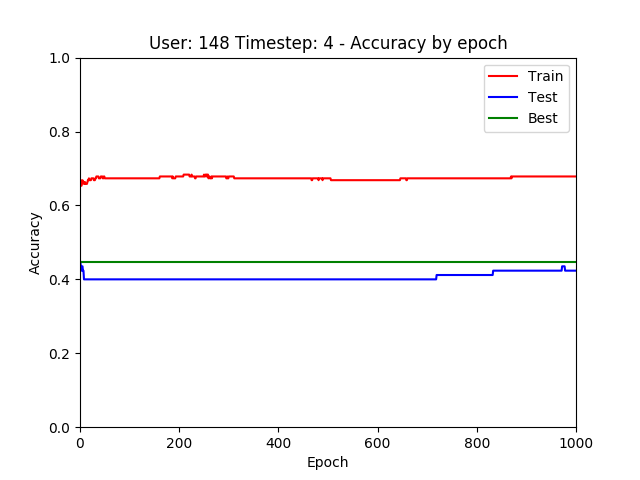 User: 148 Timestep: 4 - Accuracy by epoch
1.0
0.8
0.6
0.4
0.2
0.0
Accuracy
Train
Test
Best
0 200 400 600 800 1000
Epoch